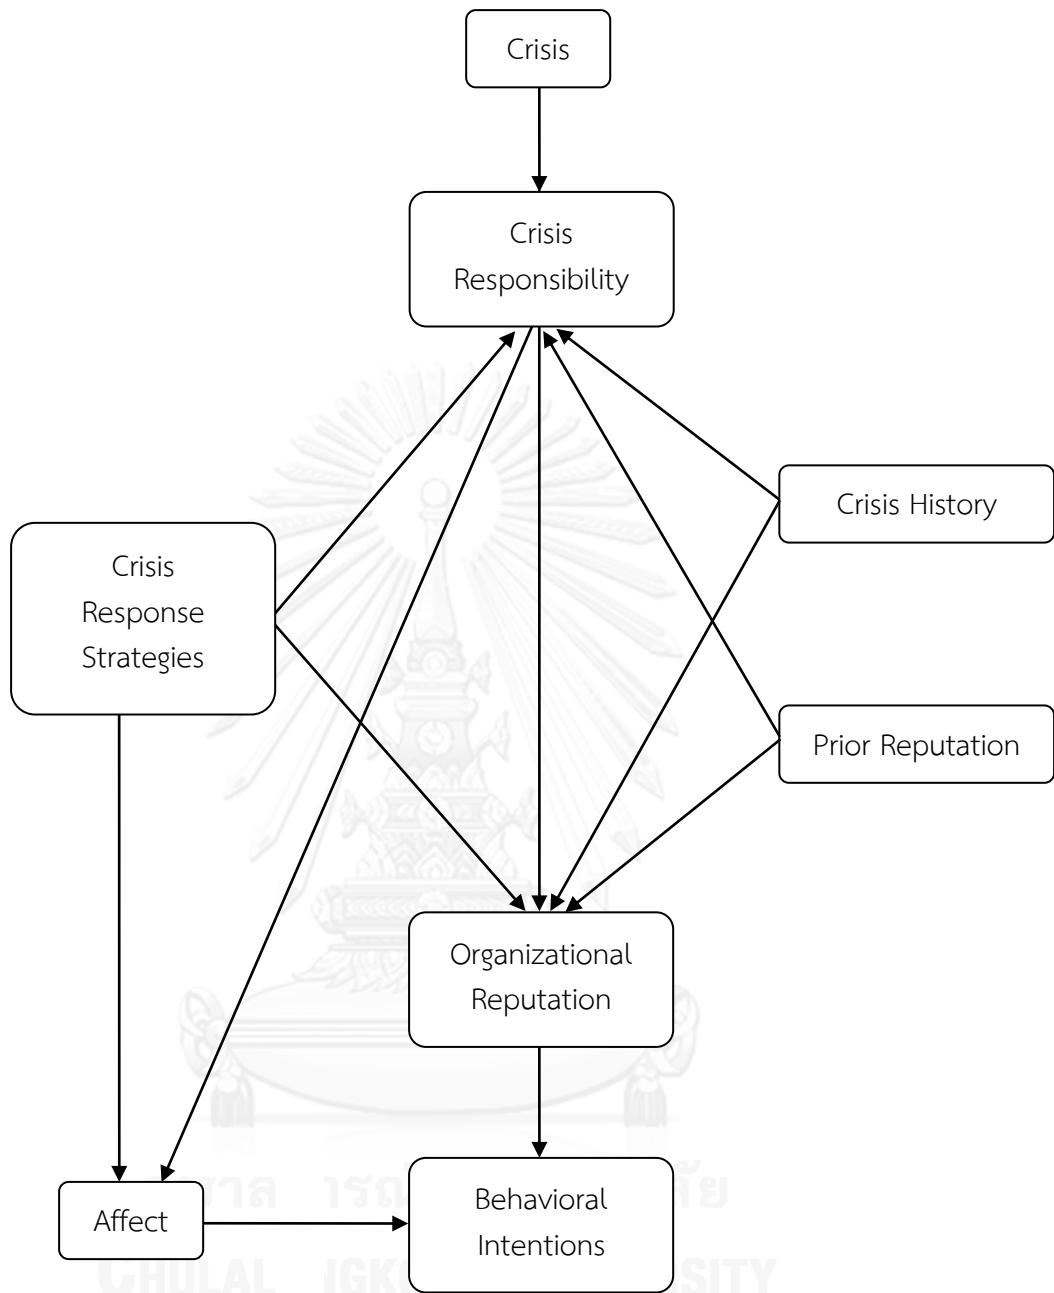 Crisis
Crisis
Responsibility
Crisis History
Crisis
Response
Strategies
Prior Reputation
Organizational
Reputation
Affect
Behavioral
Intentions